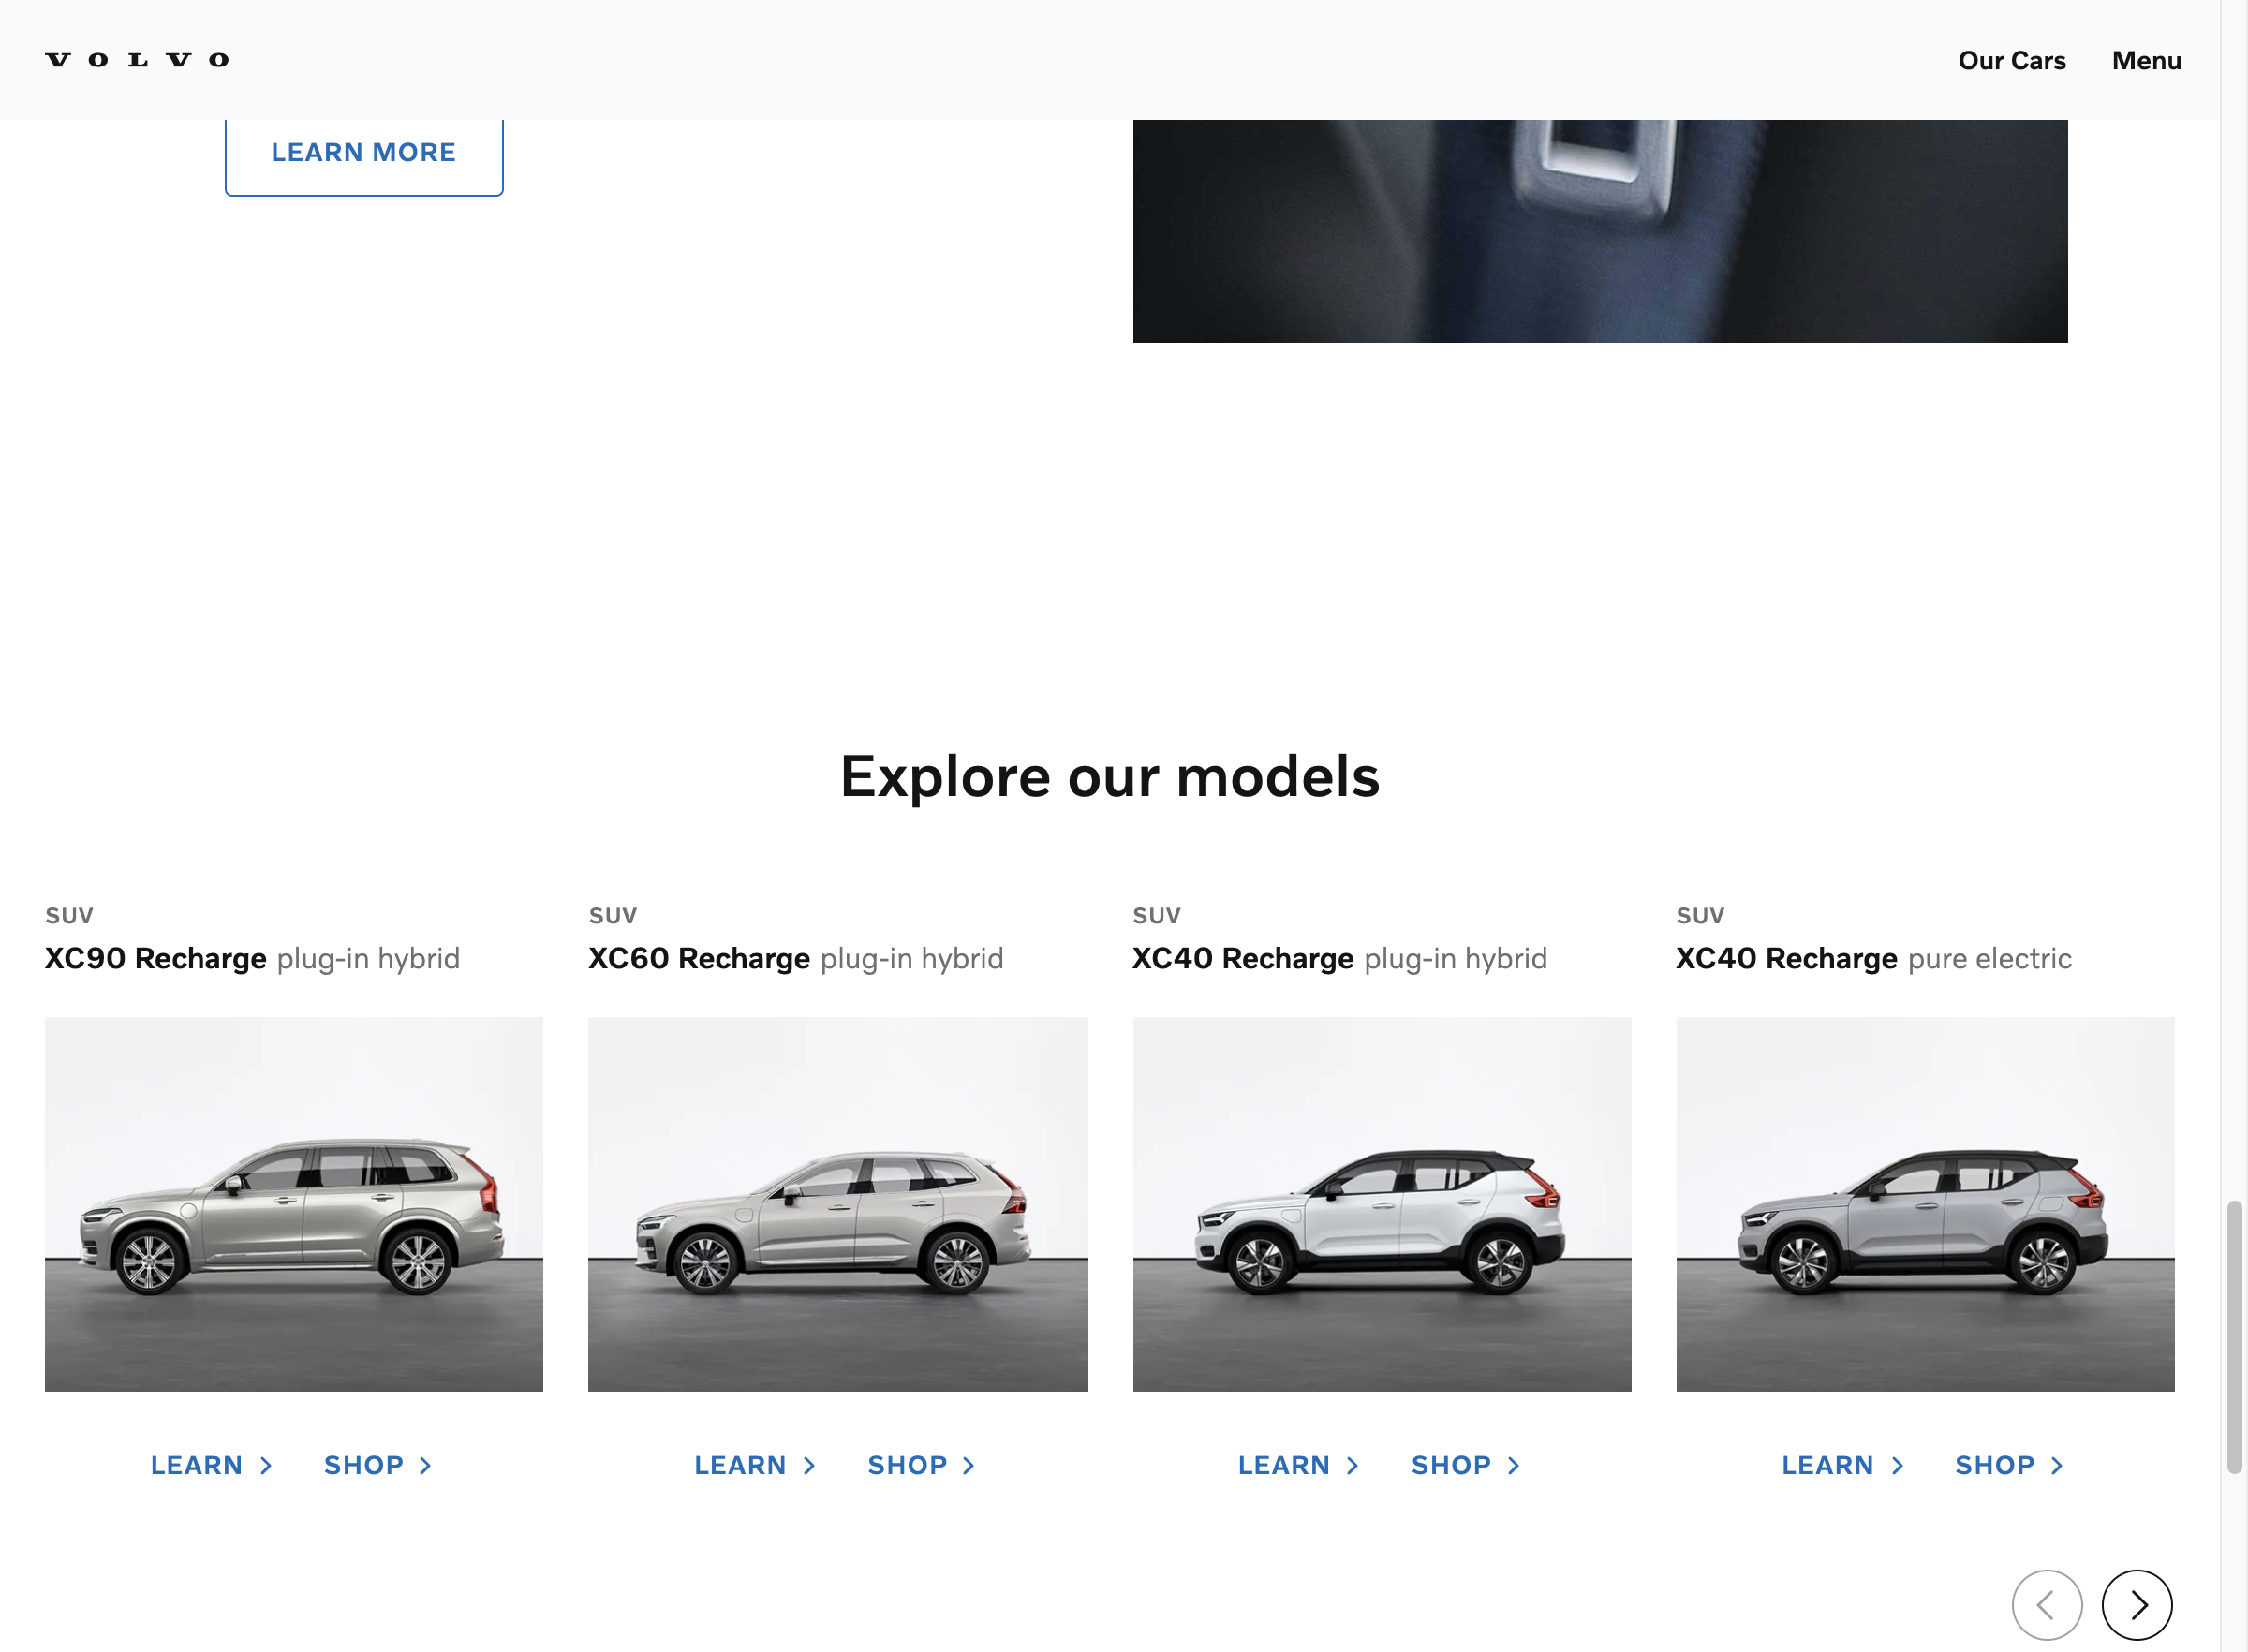 VOLVO
Our Cars
Menu
LEARN MORE
Explore our models
SUV
XC90 Recharge plug-in hybrid
LEARN
SHOP
SUV
XC60 Recharge plug-in hybrid
LEARN
SHOP
SUV
XC40 Recharge plug-in hybrid
LEARN
SHOP
SUV
XC40 Recharge pure electric
LEARN
SHOP